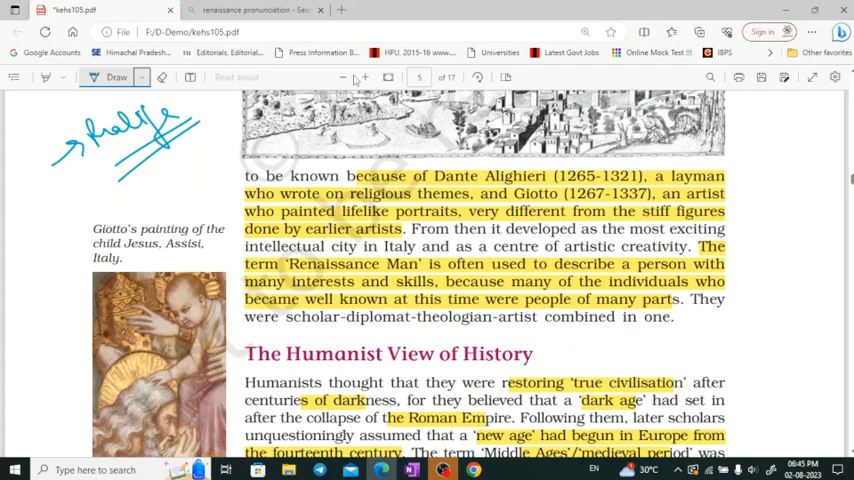 *kehs105.pdf
renaissance pronunciation - Sea
File
F:/D-Demo/kehs105.pdf
Sign in
Google Accounts
Himachal Pradesh...
Editorials, Editorial...
Press Information B...
HPU, 2015-16 www....
Universities
Latest Govt Jobs
Online Mock Test !...
IBPS
Other favorites
Draw
Read aloud
5
of 17
to be known because of Dante Alighieri (1265-1321), a layman
who wrote on religious themes, and Giotto (1267-1337), an artist
who painted lifelike portraits, very different from the stiff figures
done by earlier artists. From then it developed as the most exciting
intellectual city in Italy and as a centre of artistic creativity. The
term 'Renaissance Man' is often used to describe a person with
many interests and skills, because many of the individuals who
became well known at this time were people of many parts. They
were scholar-diplomat-theologian-artist combined in one.
Giotto's painting of the
child Jesus, Assisi,
Italy.
The Humanist View of History
Humanists thought that they were restoring 'true civilisation' after
centuries of darkness, for they believed that a 'dark age' had set in
after the collapse of the Roman Empire. Following them, later scholars
unquestioningly assumed that a 'new age' had begun in Europe from
the fourteenth century. The term 'Middle Ages'/'medieval period' was
Type here to search
EN
30°C
06:45 PM
02-08-2023